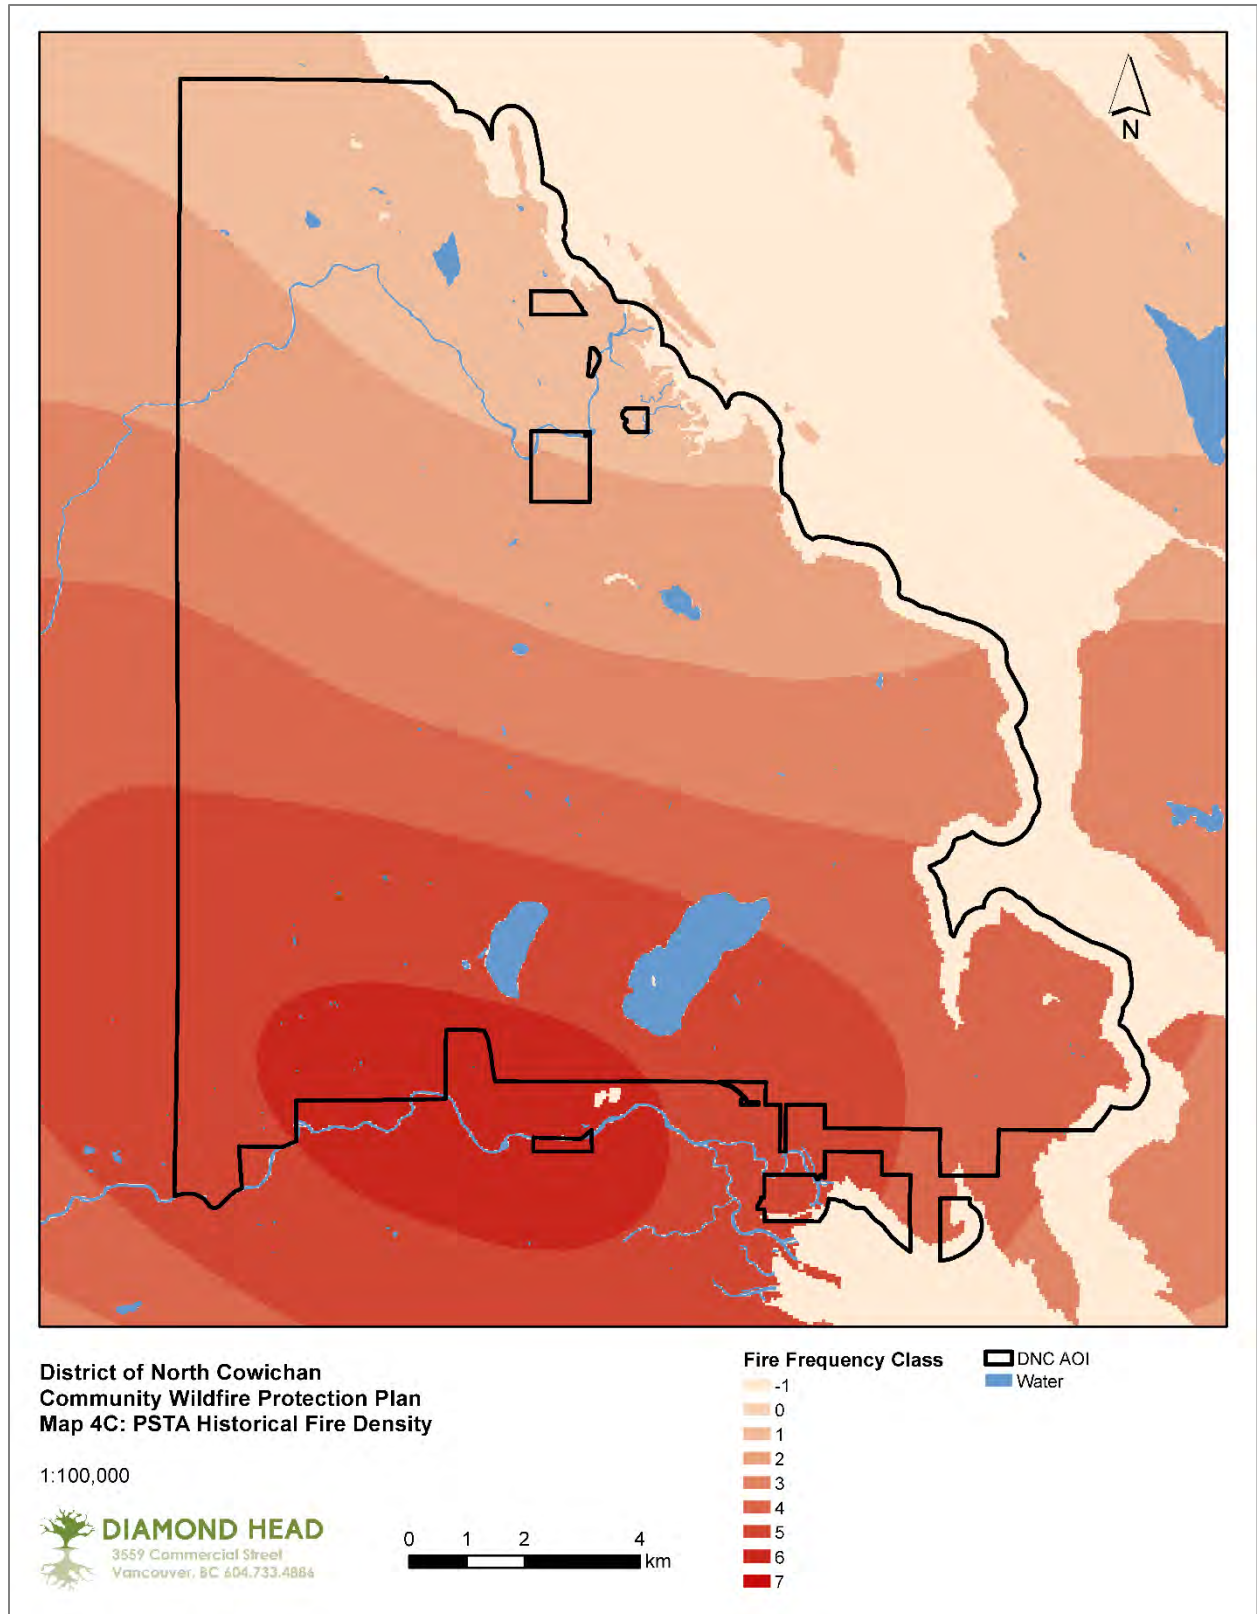 N
District of North Cowichan
Community Wildfire Protection Plan
Map 4C: PSTA Historical Fire Density
1:100,000
DIAMOND HEAD
3559 Commercial Street
Vancouver, BC 604.733.4886
0 1 2 4
km
Fire Frequency Class
-1
0
1
2
3
4
5
6
7
DNC AOI
Water